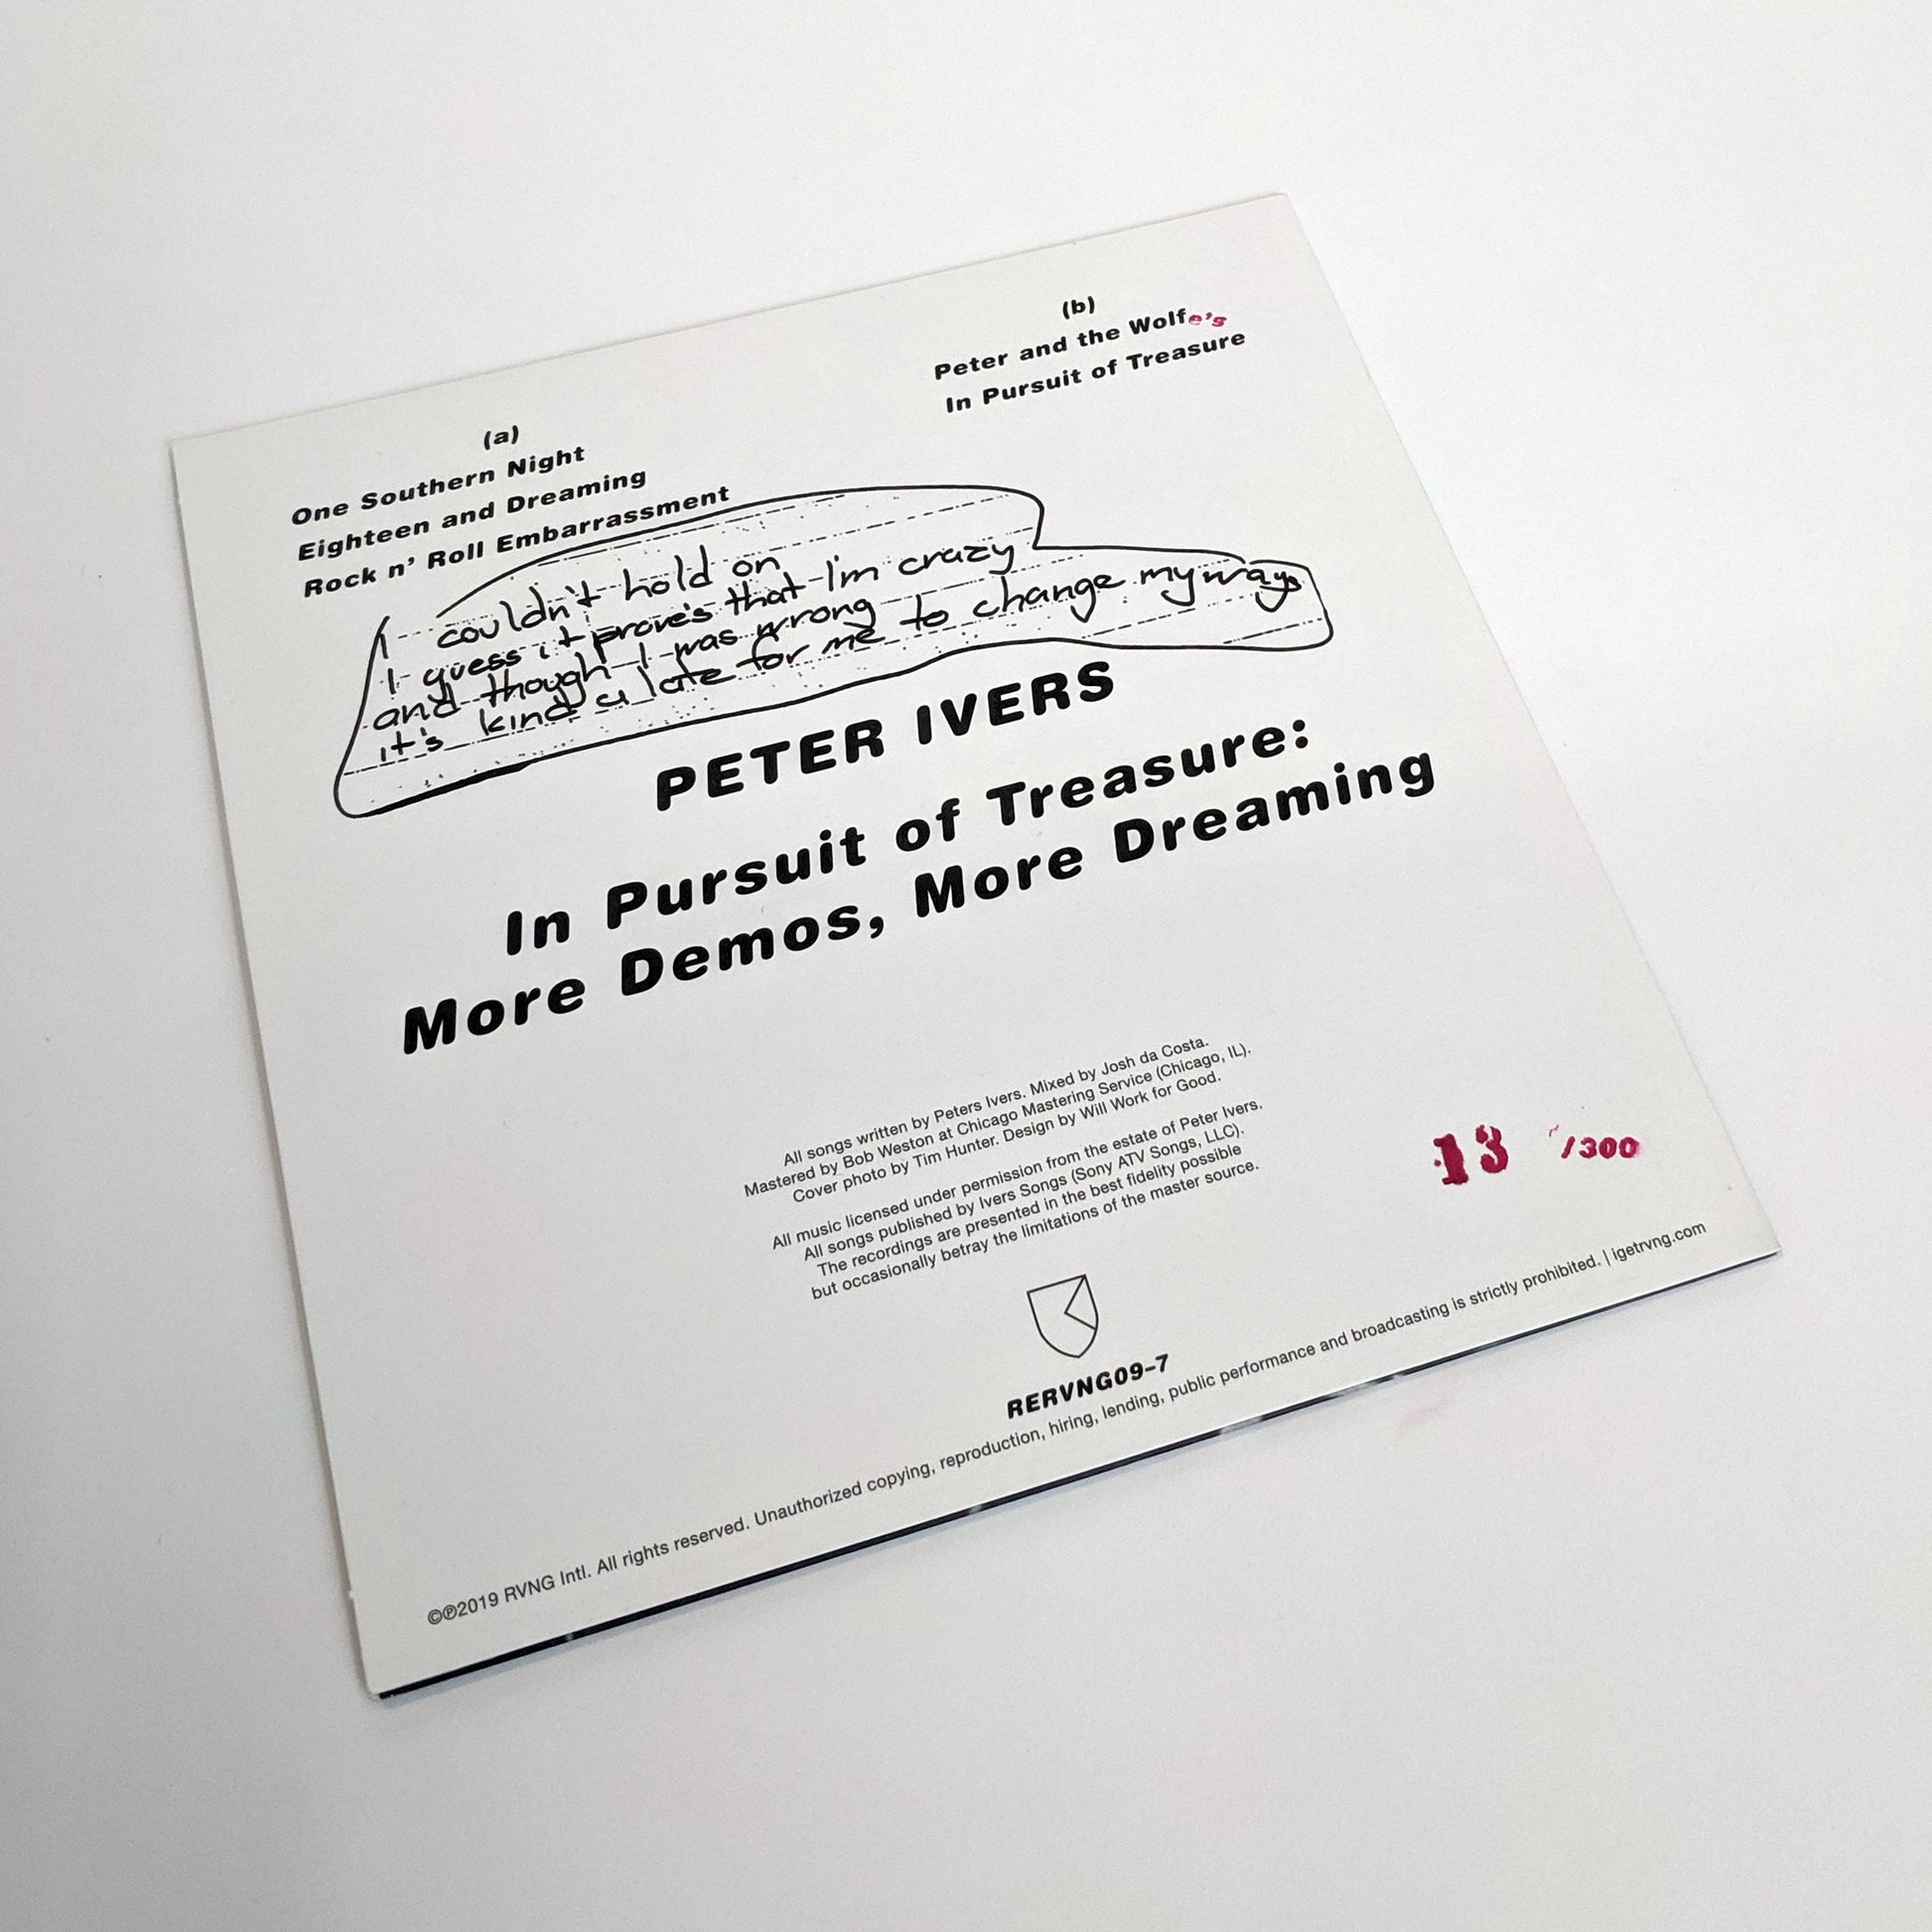 (a)
One Southern Night
Eighteen and Dreaming
Rock n’ Roll Embarrassment
(b)
Peter and the Wolfe’s
In Pursuit of Treasure
I couldn't hold on
I guess it prove's that I'm crazy
and though I was wrong
it's kind a late for me to change my ways
PETER IVERS
In Pursuit of Treasure:
More Demos, More Dreaming
All songs written by Peters Ivers. Mixed by Josh da Costa.
Mastered by Bob Weston at Chicago Mastering Service (Chicago, IL).
Cover photo by Tim Hunter. Design by Will Work for Good.
All music licensed under permission from the estate of Peter Ivers.
All songs published by Ivers Songs (Sony ATV Songs, LLC).
The recordings are presented in the best fidelity possible
but occasionally betray the limitations of the master source.
13 /300
RERVNG09–7
©℗2019 RVNG Intl. All rights reserved. Unauthorized copying, reproduction, hiring, lending, public performance and broadcasting is strictly prohibited. | igetrvng.com